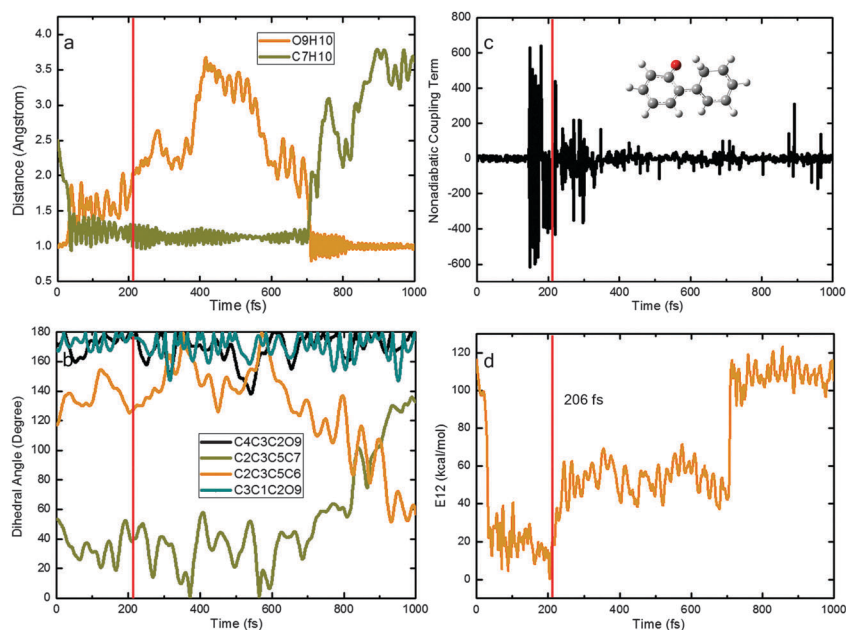 a
O9H10
C7H10
4.0
3.5
3.0
2.5
2.0
1.5
1.0
0.5
Distance (Angstrom)
0 200 400 600 800 1000
Time (fs)
c
800
600
400
200
0
-200
-400
-600
Nonadiabatic Coupling Term
0 200 400 600 800 1000
Time (fs)
b
180
160
140
120
100
80
60
40
20
0
Dlhedral Angle (Degree)
C4C3C2O9
C2C3C5C7
C2C3C5C6
C3C1C2O9
0 200 400 600 800 1000
Time (fs)
d
206 fs
120
100
80
60
40
20
0
E12 (kcal/mol)
0 200 400 600 800 1000
Time (fs)